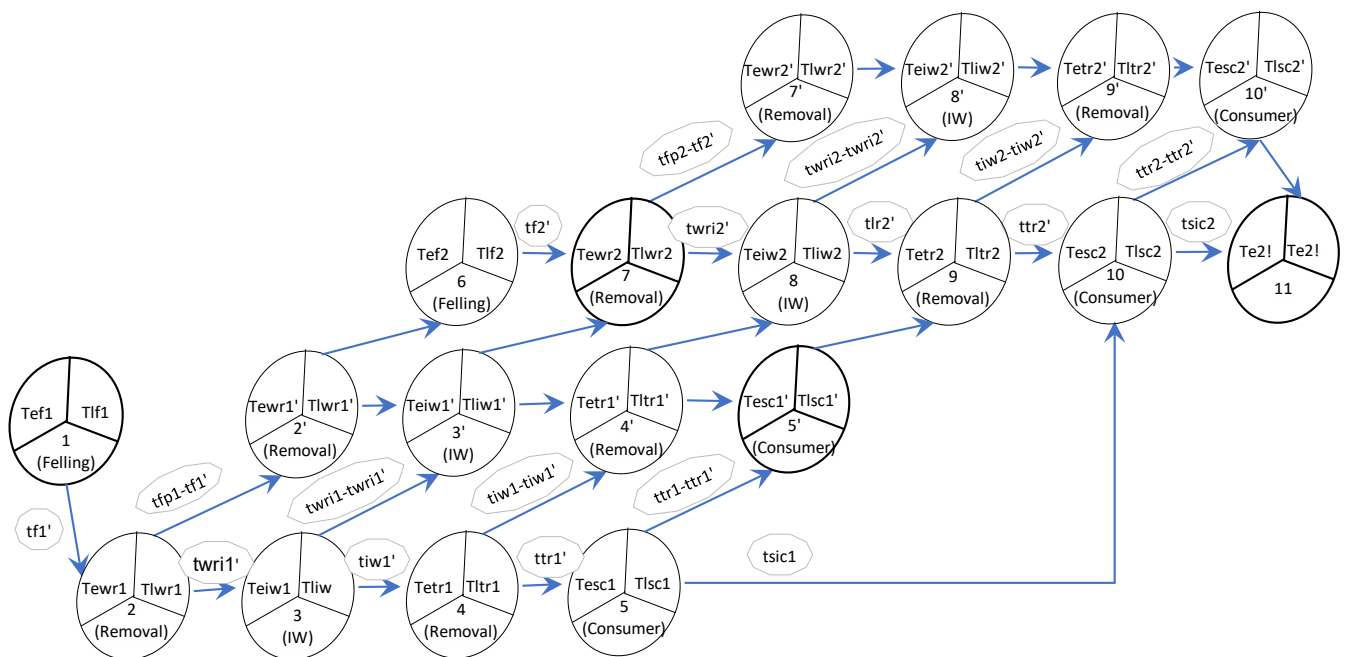 Tewr2' Tlwr2'
7'
(Removal)
Teiw2' Tliw2'
8'
(IW)
Tetr2' Tltr2'
9'
(Removal)
Tesc2' Tlsc2'
10'
(Consumer)
tfp2-tf2'
twri2-twri2'
tiw2-tiw2'
ttr2-ttr2'
Tef2 Tlf2
6
(Felling)
tf2'
Tewr2 Tlwr2
7
(Removal)
twri2'
Teiw2 Tliw2
8
(IW)
tlr2'
Tetr2 Tltr2
9
(Removal)
ttr2'
Tesc2 Tlsc2
10
(Consumer)
tsic2
Te2! Te2!
11
Tef1 Tlf1
1
(Felling)
Tewr1' Tlwr1'
2'
(Removal)
Teiw1' Tliw1'
3'
(IW)
Tetr1' Tltr1'
4'
(Removal)
Tesc1' Tlsc1'
5'
(Consumer)
tfp1-tf1'
twri1-twri1'
tiw1-tiw1'
ttr1-ttr1'
tf1'
Tewr1 Tlwr1
2
(Removal)
twri1'
Teiw1 Tliw
3
(IW)
tiw1'
Tetr1 Tltr1
4
(Removal)
ttr1'
Tesc1 Tlsc1
5
(Consumer)
tsic1